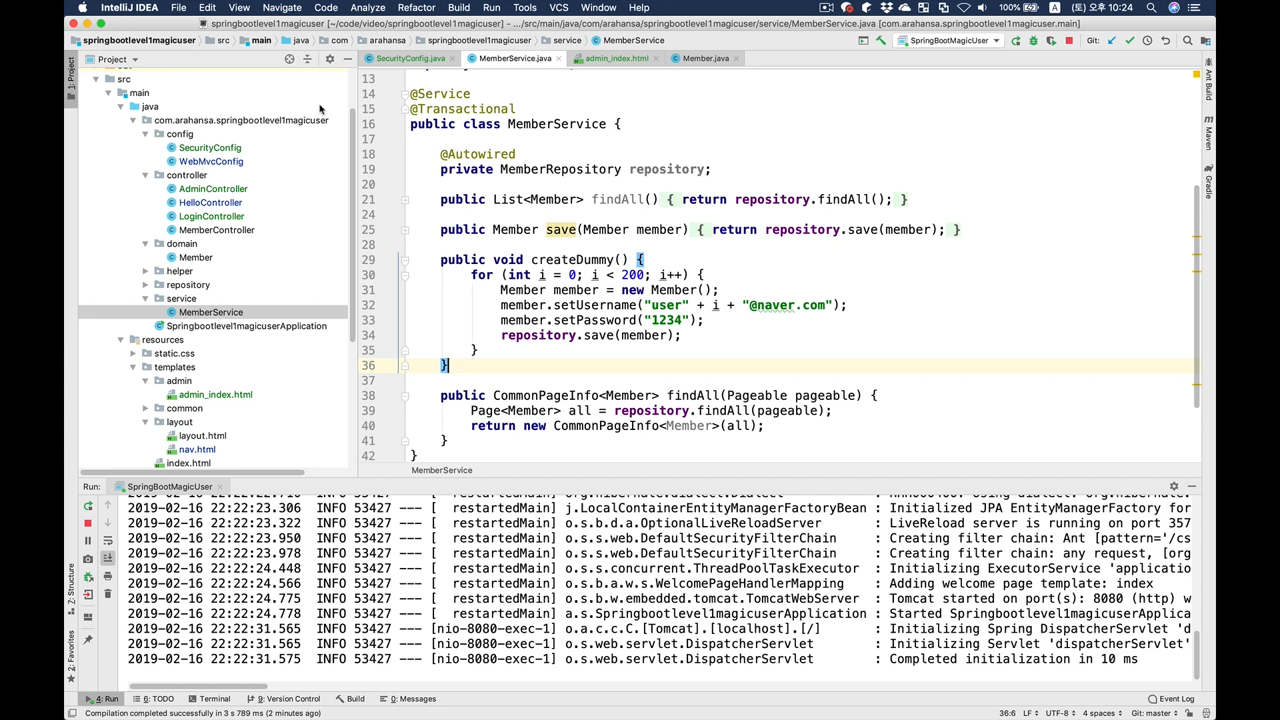 IntelliJ IDEA File Edit View Navigate Code Analyze Refactor Build Run Tools VCS Window Help 100% A (토) 오전 10:24
springbootlevel1magicuser [~/code/video/springbootlevel1magicuser] - .../src/main/java/com/arahansa/springbootlevel1magicuser/service/MemberService.java [com.arahansa.springbootlevel1magicuser.main]
springbootlevel1magicuser src main java com arahansa springbootlevel1magicuser service MemberService SpringBootMagicUser Git:
Project
SecurityConfig.java MemberService.java admin_index.html Member.java
1: Project
src
main
java
com.arahansa.springbootlevel1magicuser
config
SecurityConfig
WebMvcConfig
controller
AdminController
HelloController
LoginController
MemberController
domain
Member
helper
repository
service
MemberService
Springbootlevel1magicuserApplication
resources
static.css
templates
admin
admin_index.html
common
layout
layout.html
nav.html
index.html
13
14 @Service
15 @Transactional
16 public class MemberService {
17
18 @Autowired
19 private MemberRepository repository;
20
21 public List<Member> findAll() { return repository.findAll(); }
24
25 public Member save(Member member) { return repository.save(member); }
28
29 public void createDummy() {
30 for (int i = 0; i < 200; i++) {
31 Member member = new Member();
32 member.setUsername("user" + i + "@naver.com");
33 member.setPassword("1234");
34 repository.save(member);
35 }
36 }
37
38 public CommonPageInfo<Member> findAll(Pageable pageable) {
39 Page<Member> all = repository.findAll(pageable);
40 return new CommonPageInfo<Member>(all);
41 }
42 }
MemberService
Ant Build
Maven
Gradle
Run: SpringBootMagicUser
2019-02-16 22:22:23.306 INFO 53427 --- [ restartedMain] j.LocalContainerEntityManagerFactoryBean : Initialized JPA EntityManagerFactory for
2019-02-16 22:22:23.322 INFO 53427 --- [ restartedMain] o.s.b.d.a.OptionalLiveReloadServer : LiveReload server is running on port 357
2019-02-16 22:22:23.950 INFO 53427 --- [ restartedMain] o.s.s.web.DefaultSecurityFilterChain : Creating filter chain: Ant [pattern='/cs
2019-02-16 22:22:23.978 INFO 53427 --- [ restartedMain] o.s.s.web.DefaultSecurityFilterChain : Creating filter chain: any request, [org
2019-02-16 22:22:24.448 INFO 53427 --- [ restartedMain] o.s.s.concurrent.ThreadPoolTaskExecutor : Initializing ExecutorService 'applicatio
2019-02-16 22:22:24.566 INFO 53427 --- [ restartedMain] o.s.b.a.w.s.WelcomePageHandlerMapping : Adding welcome page template: index
2019-02-16 22:22:24.775 INFO 53427 --- [ restartedMain] o.s.b.w.embedded.tomcat.TomcatWebServer : Tomcat started on port(s): 8080 (http) w
2019-02-16 22:22:24.778 INFO 53427 --- [ restartedMain] a.s.Springbootlevel1magicuserApplication : Started Springbootlevel1magicuserApplica
2019-02-16 22:22:31.565 INFO 53427 --- [nio-8080-exec-1] o.a.c.c.C.[Tomcat].[localhost].[/] : Initializing Spring DispatcherServlet 'd
2019-02-16 22:22:31.565 INFO 53427 --- [nio-8080-exec-1] o.s.web.servlet.DispatcherServlet : Initializing Servlet 'dispatcherServlet'
2019-02-16 22:22:31.575 INFO 53427 --- [nio-8080-exec-1] o.s.web.servlet.DispatcherServlet : Completed initialization in 10 ms
Z: Structure
2: Favorites
4: Run 6: TODO Terminal 9: Version Control Build 0: Messages Event Log
Compilation completed successfully in 3 s 789 ms (2 minutes ago) 36:6 LF UTF-8 4 spaces Git: master